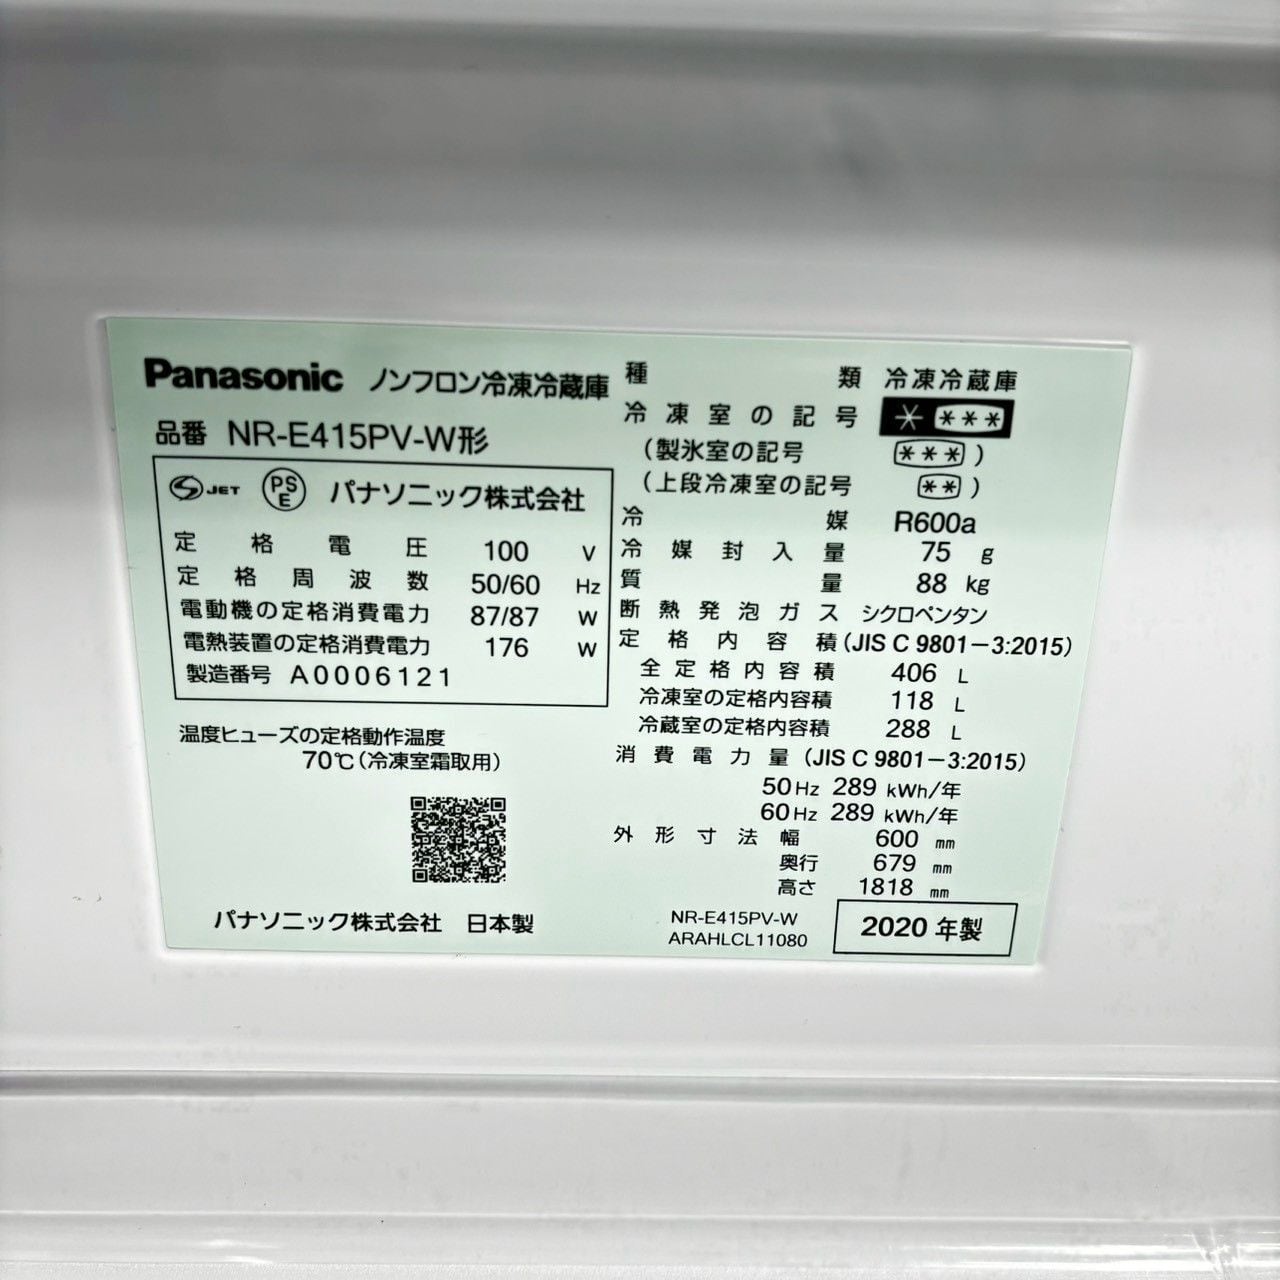 Panasonic ノンフロン冷凍冷蔵庫
品番 NR-E415PV-W形
JET PSE パナソニック株式会社
定格電圧 100 V
定格周波数 50/60 Hz
電動機の定格消費電力 87/87 W
電熱装置の定格消費電力 176 W
製造番号 A0006121
温度ヒューズの定格動作温度
70℃(冷凍室霜取用)
パナソニック株式会社 日本製
種類 冷凍冷蔵庫
冷凍室の記号 * ***
(製氷室の記号 *** )
(上段冷凍室の記号 ** )
冷媒 R600a
冷媒封入量 75 g
質量 88 kg
断熱発泡ガス シクロペンタン
定格内容積 (JIS C 9801-3:2015)
全定格内容積 406 L
冷凍室の定格内容積 118 L
冷蔵室の定格内容積 288 L
消費電力量 (JIS C 9801-3:2015)
50Hz 289 kWh/年
60Hz 289 kWh/年
外形寸法幅 600 mm
奥行 679 mm
高さ 1818 mm
NR-E415PV-W
ARAHLCL11080
2020年製